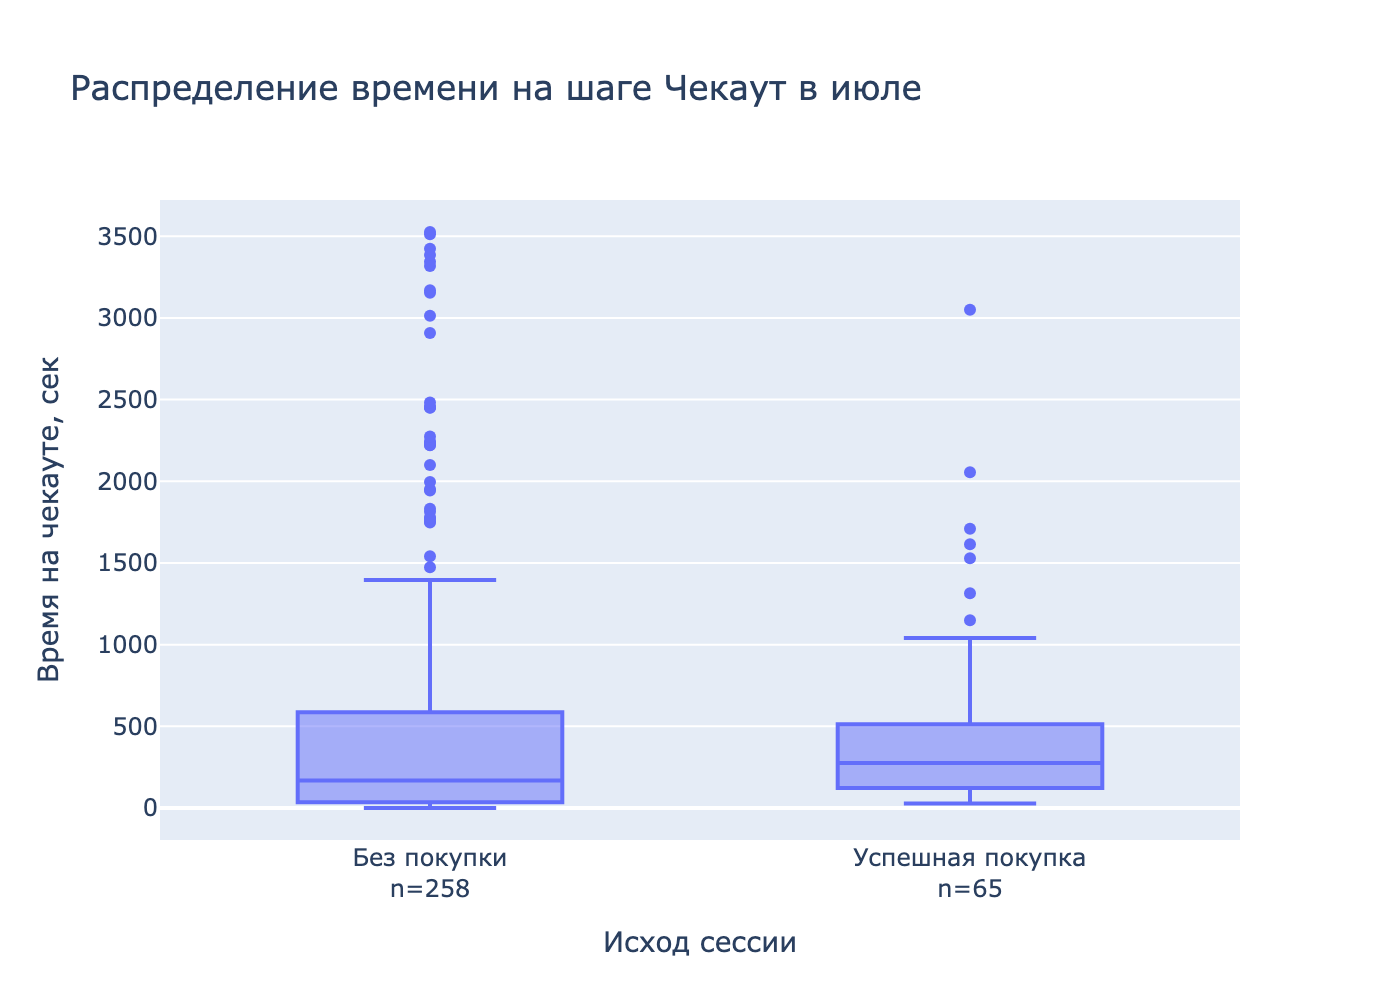 Распределение времени на шаге Чекаут в июле
Время на чекауте, сек
3500
3000
2500
2000
1500
1000
500
0
Без покупки
n=258
Успешная покупка
n=65
Исход сессии